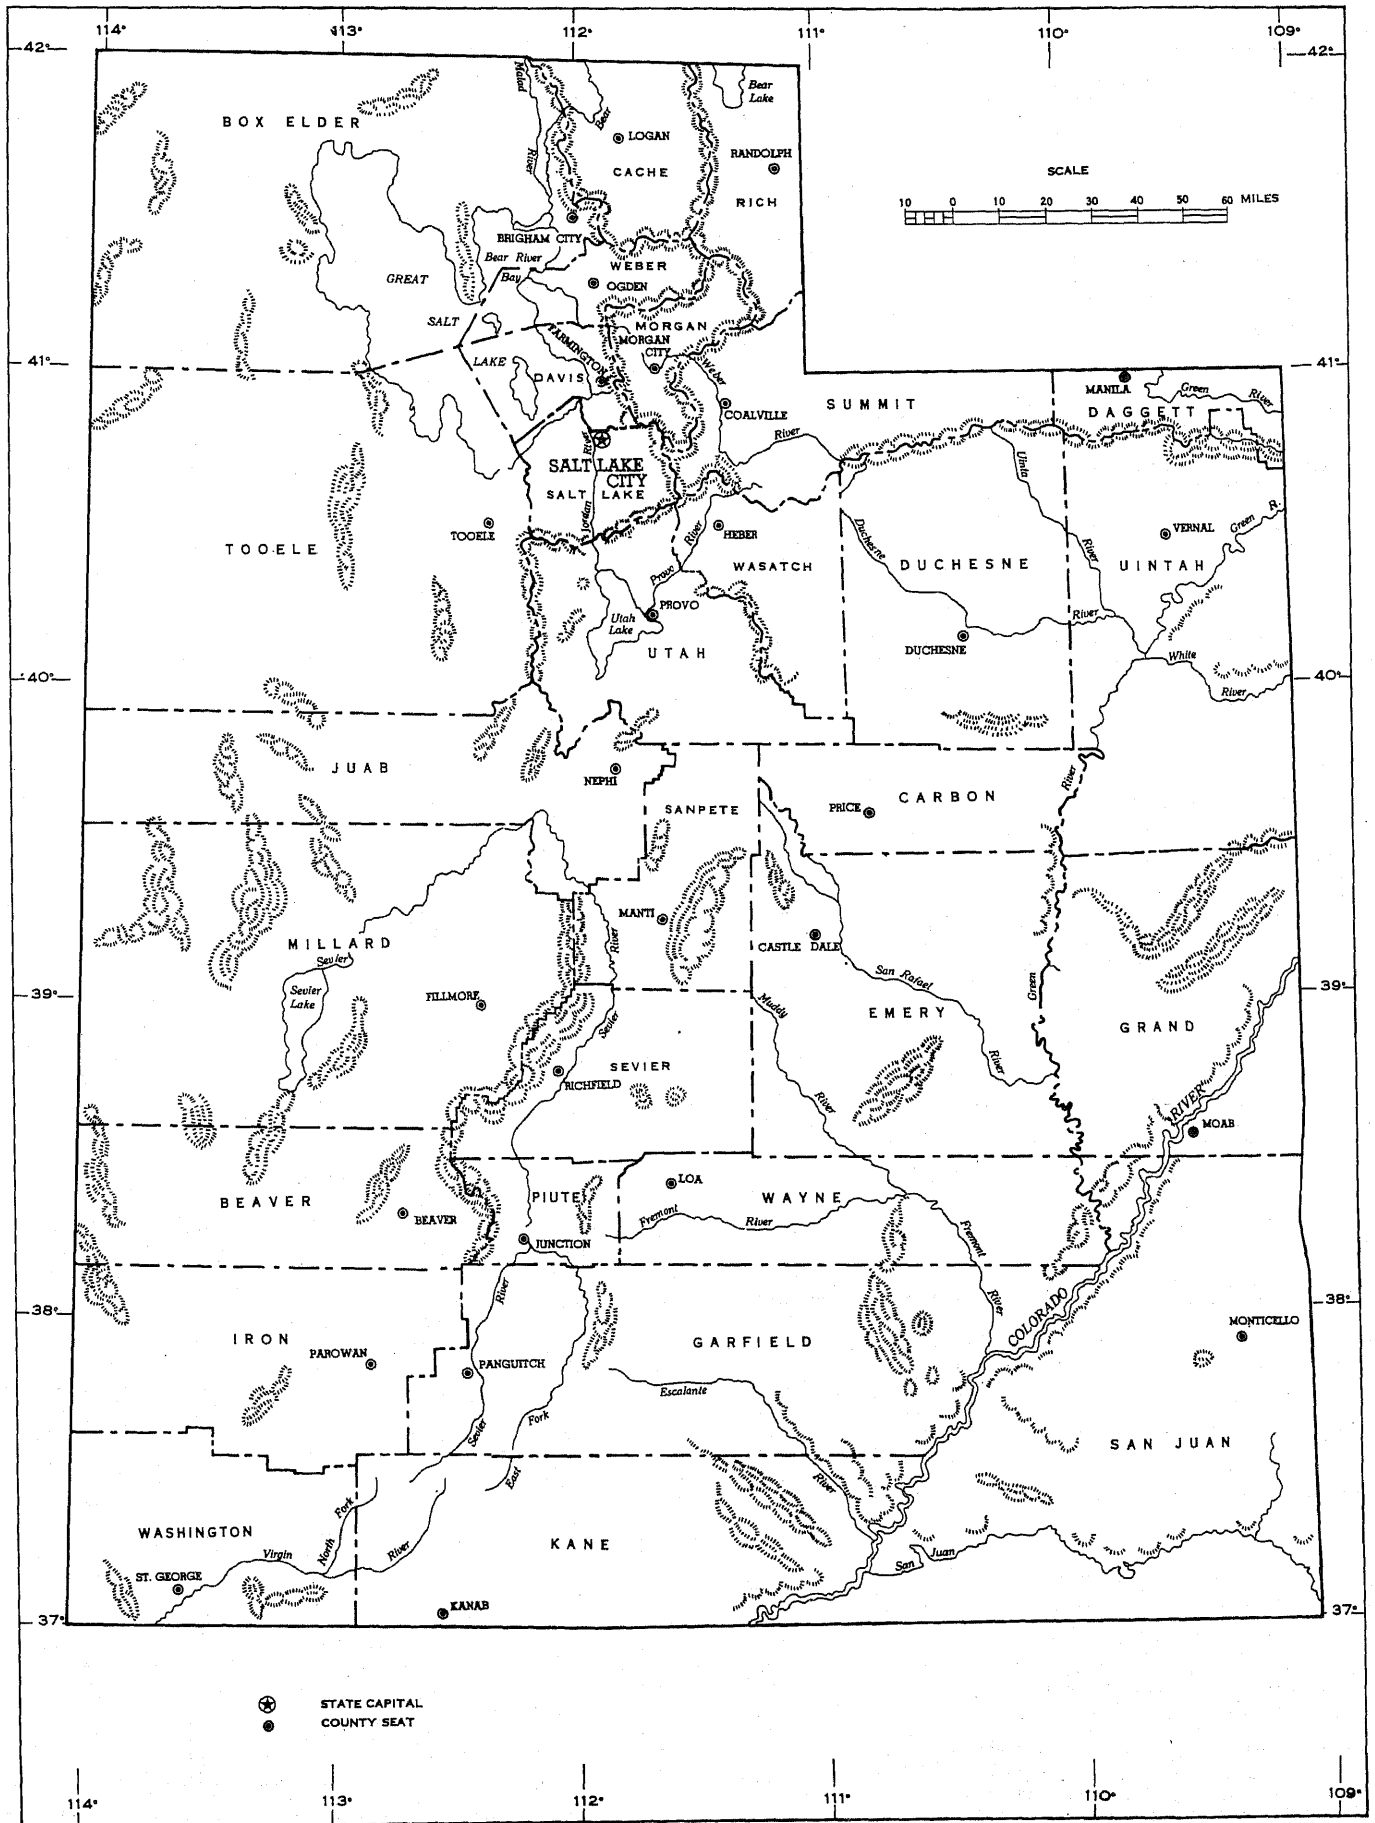 114° 413° 112° 111° 110° 109°
42° 42°
Malad
River
Bear
Bear
Lake
BOX ELDER
LOGAN
CACHE
RANDOLPH
RICH
SCALE
10 0 10 20 30 40 50 60 MILES
BRIGHAM CITY
Bear River
Bay
WEBER
OGDEN
GREAT
SALT
LAKE
MORGAN
MORGAN
CITY
FARMINGTON
DAVIS
Weber
River
COALVILLE
SUMMIT
41° 41°
MANILA
Green
River
DAGGETT
SALT LAKE
CITY
SALT LAKE
Jordan
TOOELE
TOOELE
HEBER
Provo
River
WASATCH
Duchesne
DUCHESNE
Uinta
River
VERNAL
Green
UINTAH
PROVO
Utah
Lake
UTAH
DUCHESNE
River
White
River
40° 40°
JUAB
NEPHI
SANPETE
PRICE
CARBON
River
MANTI
River
MILLARD
Sevier
Sevier
Lake
FILLMORE
CASTLE DALE
San Rafael
River
Green
39° 39°
Muddy
River
EMERY
GRAND
Sevier
SEVIER
RICHFIELD
RIVER
MOAB
BEAVER
BEAVER
PIUTE
JUNCTION
LOA
WAYNE
Fremont
River
Fremont
River
38° 38°
COLORADO
IRON
PAROWAN
River
PANGUITCH
Sevier
Fork
East
GARFIELD
Escalante
River
MONTICELLO
SAN JUAN
WASHINGTON
North
Fork
Virgin
River
ST. GEORGE
KANE
KANAB
San Juan
37° 37°
STATE CAPITAL
COUNTY SEAT
114° 113° 112° 111° 110° 109°